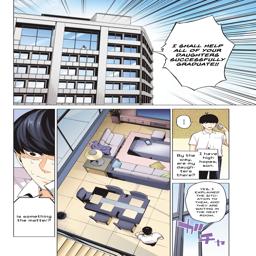 I SHALL HELP
ALL OF YOUR
DAUGHTERS
SUCCESSFULLY
GRADUATE!!
!
I have
high
hopes,
son.
By the
way,
are my
daugh-
ters
there?
YES. I
EXPLAINED
THE SITU-
ATION TO
THEM, AND
THEY ARE
WAITING IN
THE NEXT
ROOM.
is something
the matter?